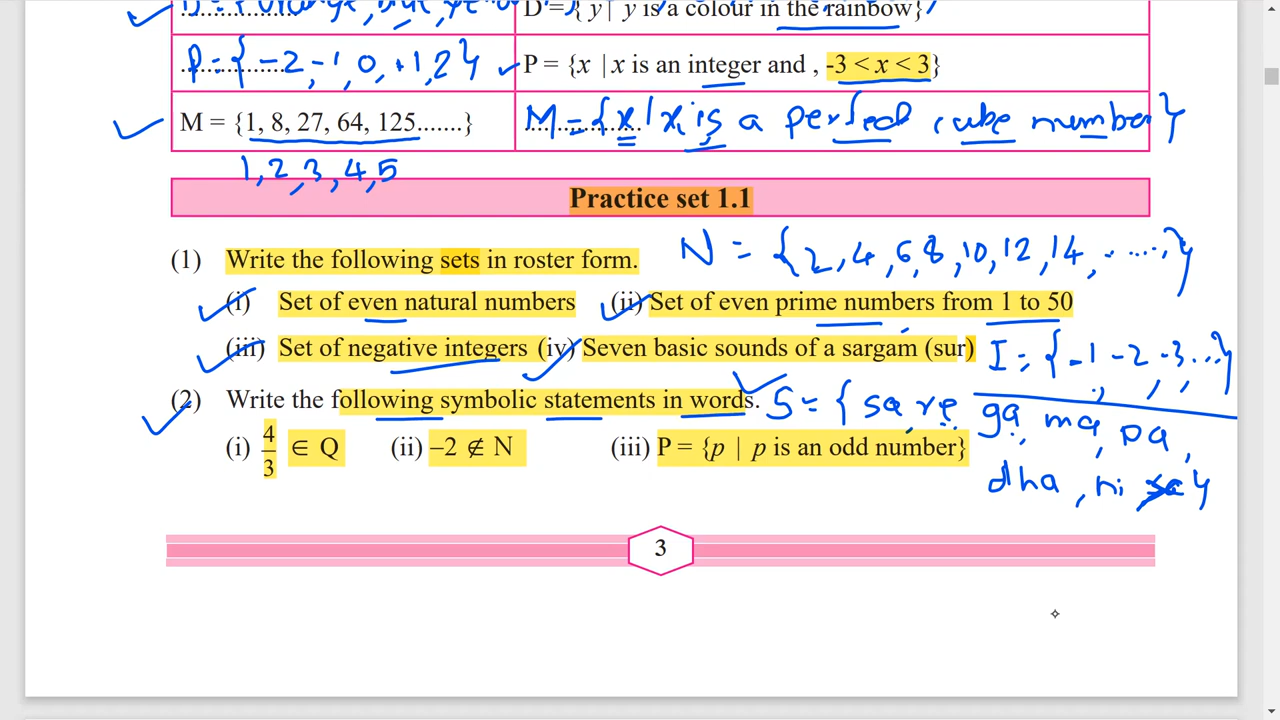 D = { y | y is a colour in the rainbow}
P = { -2, -1, 0, +1, 2 } P = {x | x is an integer and , -3 < x < 3}
M = {1, 8, 27, 64, 125.......} M = { x | x is a perfect cube number }
1, 2, 3, 4, 5
Practice set 1.1
(1) Write the following sets in roster form. N = { 2, 4, 6, 8, 10, 12, 14, ...... }
(i) Set of even natural numbers (ii) Set of even prime numbers from 1 to 50
(iii) Set of negative integers (iv) Seven basic sounds of a sargam (sur) I = { -1, -2, -3, ... }
(2) Write the following symbolic statements in words. S = { sa, re, ga, ma, pa,
(i) 4/3 ∈ Q (ii) –2 ∉ N (iii) P = {p | p is an odd number} dha, ni }
3